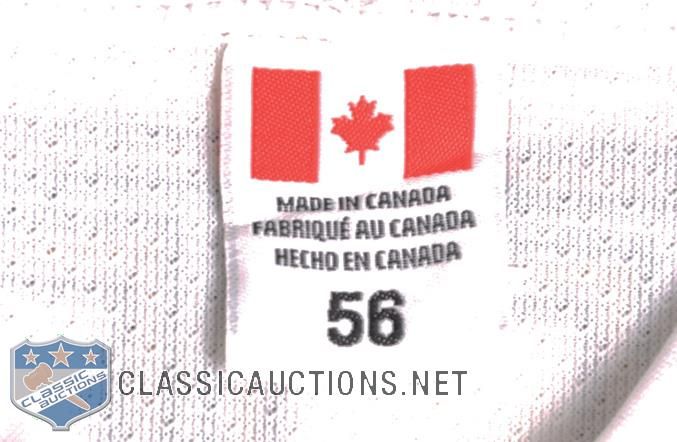 MADE IN CANADA
FABRIQUÉ AU CANADA
HECHO EN CANADA
56
CLASSIC
AUCTIONS
CLASSICAUCTIONS.NET